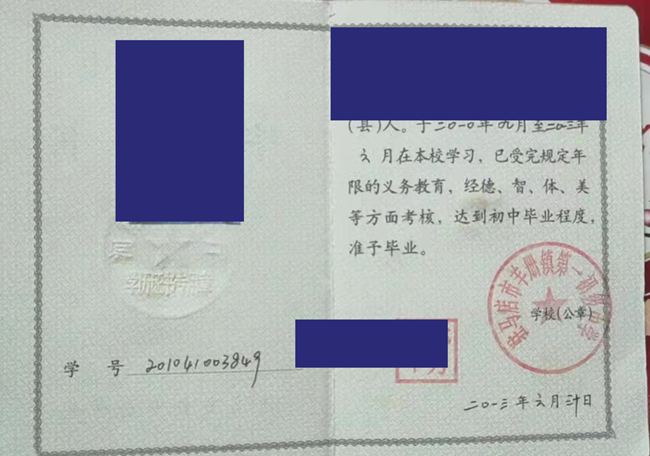 (县)人。于二〇一〇年九月至二〇一三年
六月在本校学习，已受完规定年
限的义务教育，经德、智、体、美
等方面考核，达到初中毕业程度，
准予毕业。
学校(公章)
学 号 201041003849
二〇一三年六月卅日